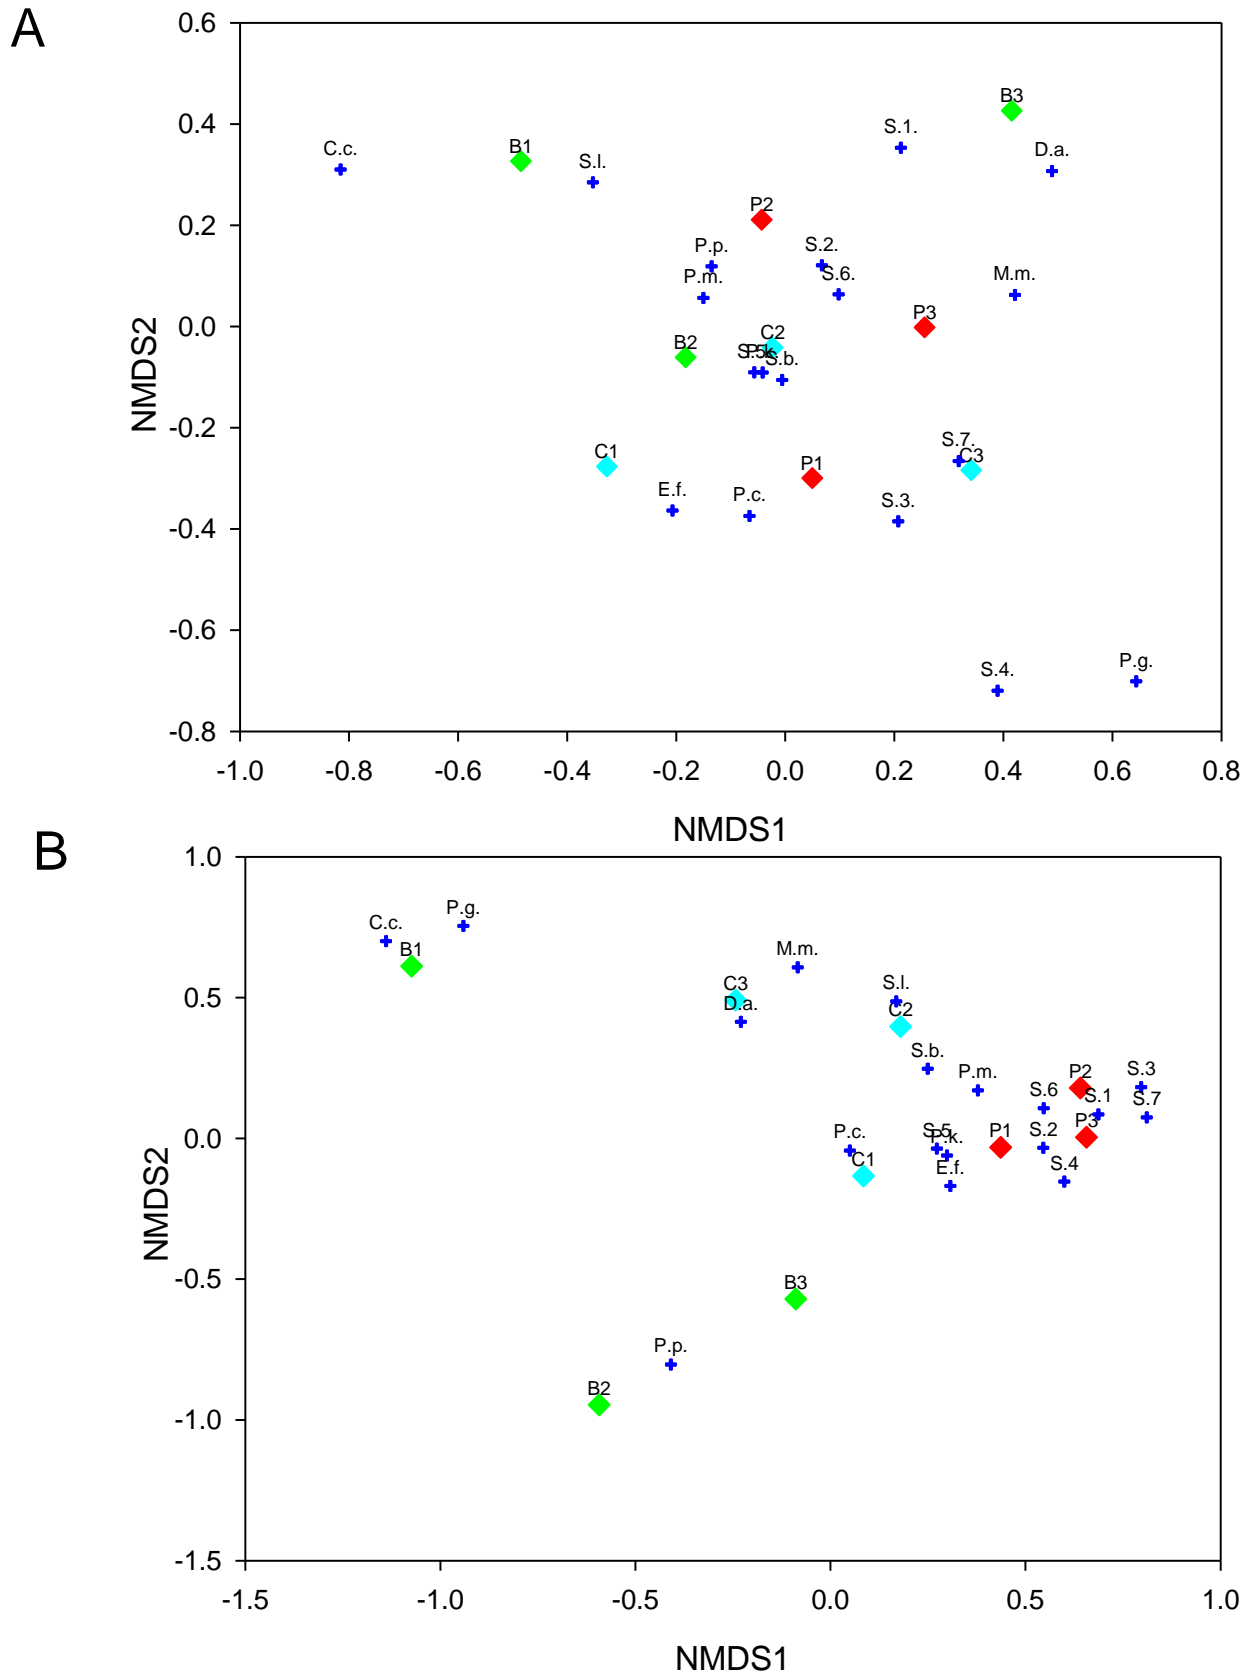 A
0.6
B3
0.4
S.1.
C.c.
B1
S.l.
D.a.
0.2
P2
P.p.
S.2.
P.m.
S.6.
M.m.
0.0
P3
C2
B2
S.5.
P.k.
S.b.
NMDS2
-0.2
S.7.
C1
P1
C3
E.f.
P.c.
S.3.
-0.4
-0.6
S.4.
P.g.
-0.8
-1.0 -0.8 -0.6 -0.4 -0.2 0.0 0.2 0.4 0.6 0.8
NMDS1
B
1.0
P.g.
C.c.
B1
M.m.
C3
S.l.
0.5
D.a.
C2
S.b.
P.m.
P2
S.3
S.6
S.1
S.7
0.0
P.c.
S.5
P.k.
P1
S.2
P3
C1
E.f.
S.4
NMDS2
-0.5
B3
P.p.
B2
-1.0
-1.5
-1.5 -1.0 -0.5 0.0 0.5 1.0
NMDS1